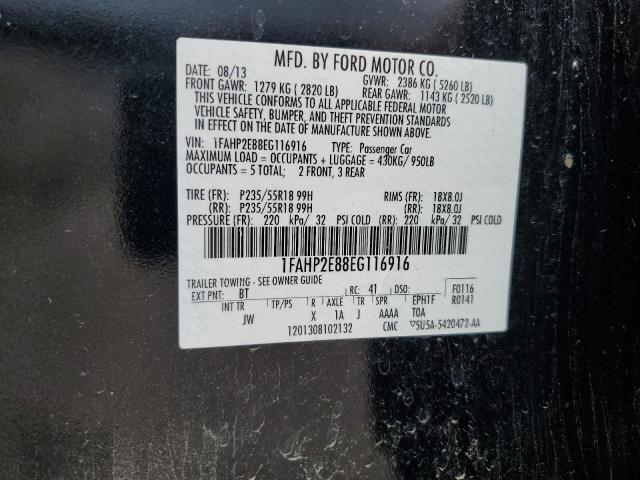 MFD. BY FORD MOTOR CO.
DATE: 08/13 GVWR: 2386 KG ( 5260 LB)
FRONT GAWR: 1279 KG ( 2820 LB) REAR GAWR: 1143 KG ( 2520 LB)
THIS VEHICLE CONFORMS TO ALL APPLICABLE FEDERAL MOTOR
VEHICLE SAFETY, BUMPER, AND THEFT PREVENTION STANDARDS
IN EFFECT ON THE DATE OF MANUFACTURE SHOWN ABOVE.
VIN: 1FAHP2E88EG116916 TYPE: Passenger Car
MAXIMUM LOAD = OCCUPANTS + LUGGAGE = 430KG/ 950LB
OCCUPANTS = 5 TOTAL; 2 FRONT, 3 REAR
TIRE (FR): P235/55R18 99H RIMS (FR): 18X8.0J
(RR): P235/55R18 99H (RR): 18X8.0J
PRESSURE (FR): 220 kPa/ 32 PSI COLD (RR): 220 kPa/ 32 PSI COLD
1FAHP2E88EG116916
TRAILER TOWING - SEE OWNER GUIDE
EXT PNT: BT RC: 41 DSO: F0116
INT TR TP/PS R AXLE TR SPR EPH1F R0141
JW X 1A J AAAA T0A
1201308102132 CMC 5U5A-5420472-AA